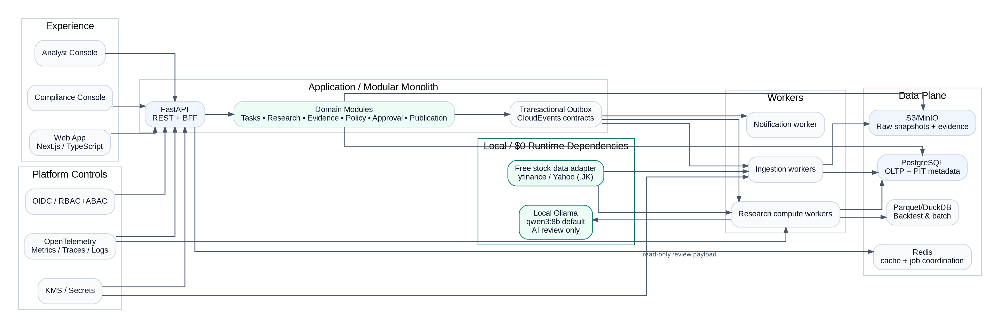 Experience
Analyst Console
Compliance Console
Web App
Next.js / TypeScript
Platform Controls
OIDC / RBAC+ABAC
OpenTelemetry
Metrics / Traces / Logs
KMS / Secrets
Application / Modular Monolith
FastAPI
REST + BFF
Domain Modules
Tasks • Research • Evidence • Policy • Approval • Publication
Transactional Outbox
CloudEvents contracts
Local / $0 Runtime Dependencies
Free stock-data adapter
yfinance / Yahoo (.JK)
Local Ollama
qwen3:8b default
AI review only
read-only review payload
Workers
Notification worker
Ingestion workers
Research compute workers
Data Plane
S3/MinIO
Raw snapshots + evidence
PostgreSQL
OLTP + PIT metadata
Parquet/DuckDB
Backtest & batch
Redis
cache + job coordination